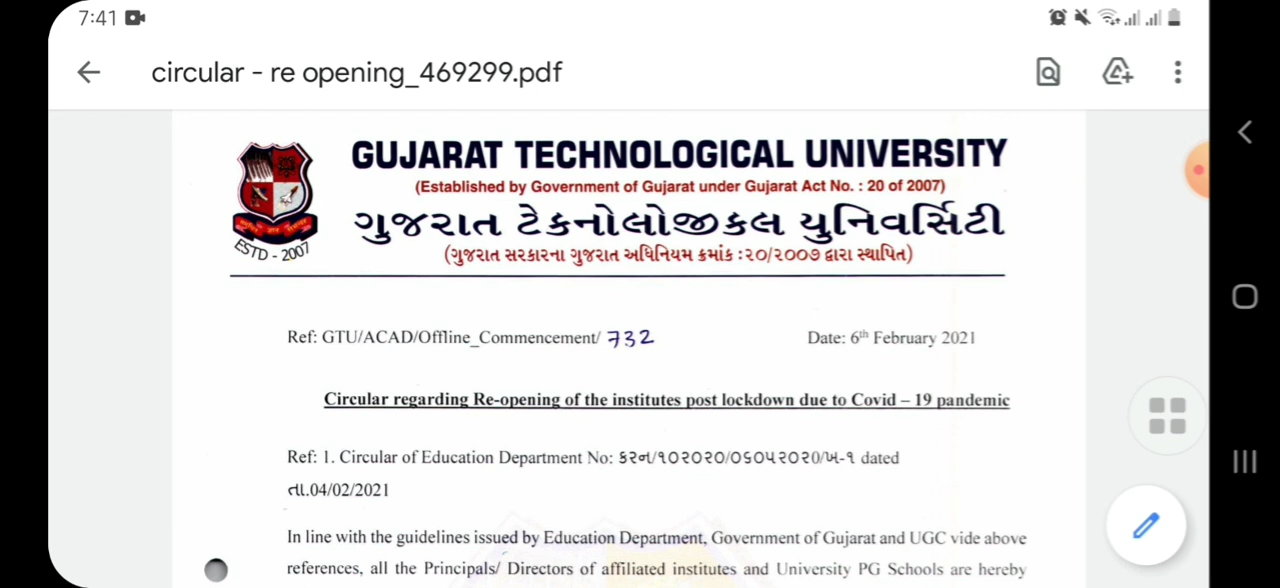 7:41
circular - re opening_469299.pdf
GUJARAT TECHNOLOGICAL UNIVERSITY
(Established by Government of Gujarat under Gujarat Act No. : 20 of 2007)
ગુજરાત ટેકનોલોજીકલ યુનિવર્સિટી
(ગુજરાત સરકારના ગુજરાત અધિનિયમ ક્રમાંક : ૨૦/૨૦૦૭ દ્વારા સ્થાપિત)
ESTD - 2007
Ref: GTU/ACAD/Offline_Commencement/ 732 Date: 6th February 2021
Circular regarding Re-opening of the institutes post lockdown due to Covid – 19 pandemic
Ref: 1. Circular of Education Department No: કરન/૧૦૨૦૨૦/૦૬૦૫૨૦૨૦/ખ-૧ dated
તા.04/02/2021
In line with the guidelines issued by Education Department, Government of Gujarat and UGC vide above
references, all the Principals/ Directors of affiliated institutes and University PG Schools are hereby